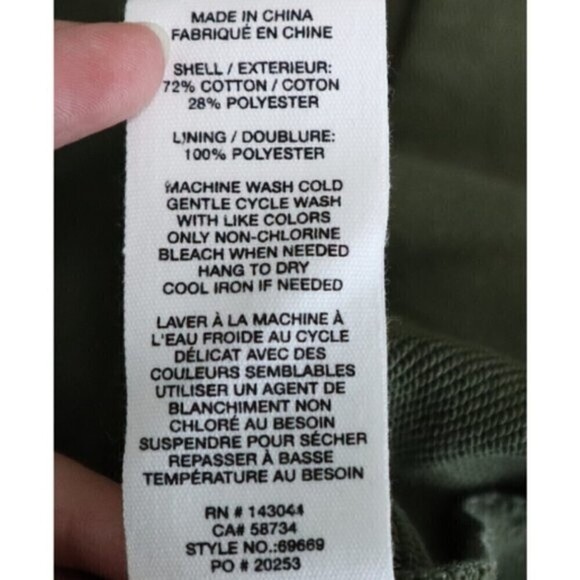 MADE IN CHINA
FABRIQUÉ EN CHINE
SHELL / EXTERIEUR:
72% COTTON / COTON
28% POLYESTER
LINING / DOUBLURE:
100% POLYESTER
MACHINE WASH COLD
GENTLE CYCLE WASH
WITH LIKE COLORS
ONLY NON-CHLORINE
BLEACH WHEN NEEDED
HANG TO DRY
COOL IRON IF NEEDED
LAVER À LA MACHINE À
L'EAU FROIDE AU CYCLE
DÉLICAT AVEC DES
COULEURS SEMBLABLES
UTILISER UN AGENT DE
BLANCHIMENT NON
CHLORÉ AU BESOIN
SUSPENDRE POUR SÉCHER
REPASSER À BASSE
TEMPÉRATURE AU BESOIN
RN # 143044
CA# 58734
STYLE NO.:69669
PO # 20253